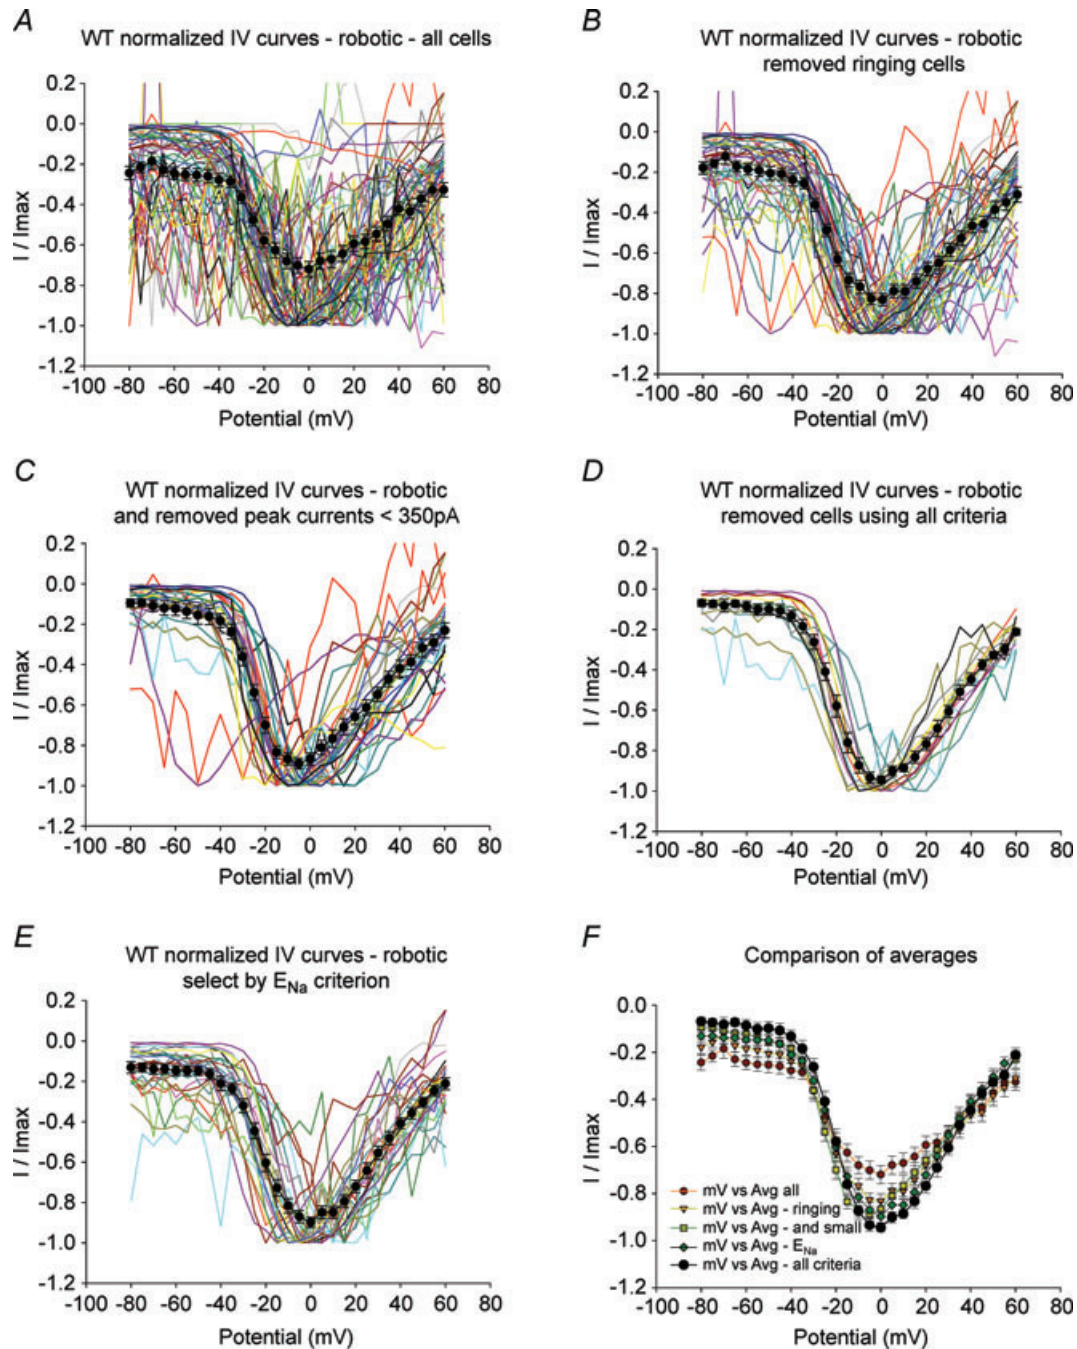 A
WT normalized IV curves - robotic - all cells
0.2
0.0
-0.2
-0.4
-0.6
-0.8
-1.0
-1.2
I / Imax
-100 -80 -60 -40 -20 0 20 40 60 80
Potential (mV)
B
WT normalized IV curves - robotic
removed ringing cells
0.2
0.0
-0.2
-0.4
-0.6
-0.8
-1.0
-1.2
I / Imax
-100 -80 -60 -40 -20 0 20 40 60 80
Potential (mV)
C
WT normalized IV curves - robotic
and removed peak currents < 350pA
0.2
0.0
-0.2
-0.4
-0.6
-0.8
-1.0
-1.2
I / Imax
-100 -80 -60 -40 -20 0 20 40 60 80
Potential (mV)
D
WT normalized IV curves - robotic
removed cells using all criteria
0.2
0.0
-0.2
-0.4
-0.6
-0.8
-1.0
-1.2
I / Imax
-100 -80 -60 -40 -20 0 20 40 60 80
Potential (mV)
E
WT normalized IV curves - robotic
select by ENa criterion
0.2
0.0
-0.2
-0.4
-0.6
-0.8
-1.0
-1.2
I / Imax
-100 -80 -60 -40 -20 0 20 40 60 80
Potential (mV)
F
Comparison of averages
0.0
-0.2
-0.4
-0.6
-0.8
-1.0
-1.2
I / Imax
mV vs Avg all
mV vs Avg - ringing
mV vs Avg - and small
mV vs Avg - ENa
mV vs Avg - all criteria
-100 -80 -60 -40 -20 0 20 40 60 80
Potential (mV)